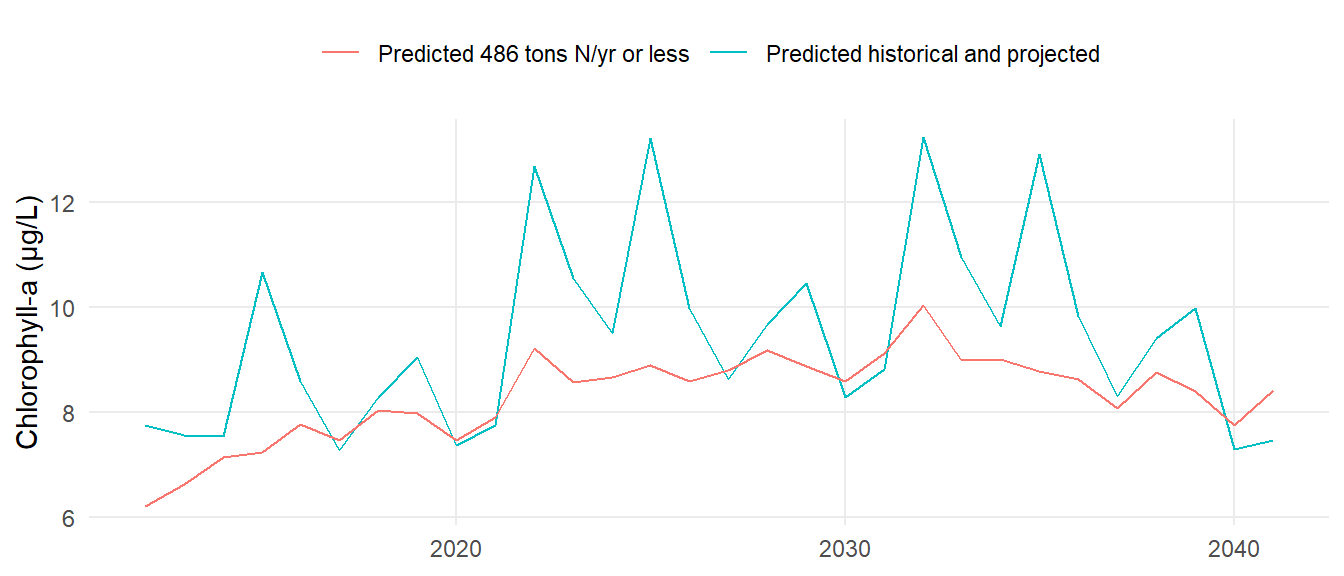 Predicted 486 tons N/yr or less Predicted historical and projected
Chlorophyll-a (µg/L)
12
10
8
6
2020 2030 2040